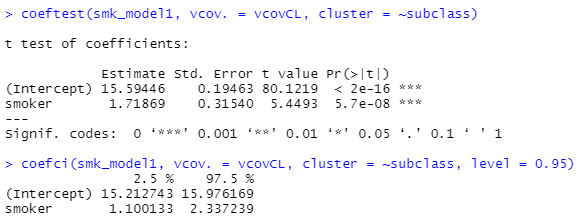 > coeftest(smk_model1, vcov. = vcovCL, cluster = ~subclass)
t test of coefficients:
Estimate Std. Error t value Pr(>|t|)
(Intercept) 15.59446 0.19463 80.1219 < 2e-16 ***
smoker 1.71869 0.31540 5.4493 5.7e-08 ***
---
Signif. codes: 0 ‘***’ 0.001 ‘**’ 0.01 ‘*’ 0.05 ‘.’ 0.1 ‘ ’ 1
> coefci(smk_model1, vcov. = vcovCL, cluster = ~subclass, level = 0.95)
2.5 % 97.5 %
(Intercept) 15.212743 15.976169
smoker 1.100133 2.337239